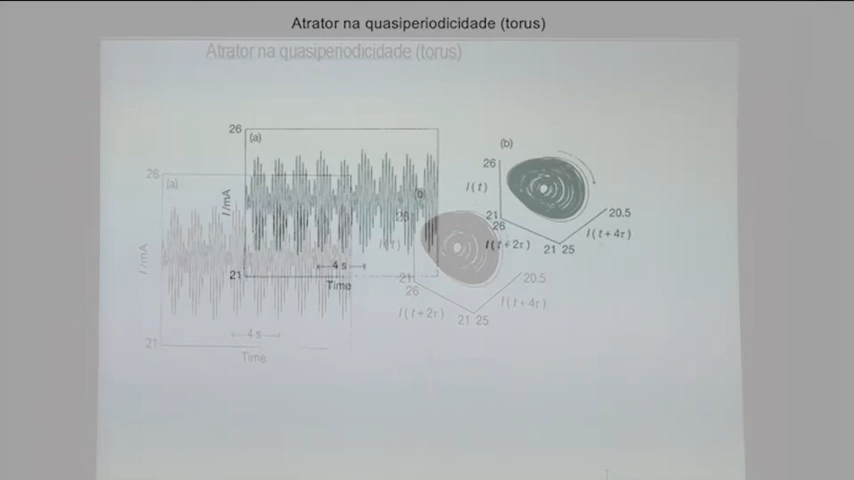 Atrator na quasiperiodicidade (torus)
Atrator na quasiperiodicidade (torus)
26
(a)
I/mA
21
4 s
Time
(b)
26
I(t)
21
26
I(t+2τ)
21 25
I(t+4τ)
20.5
26
(a)
I/mA
21
4 s
Time
(b)
26
I(t)
21
26
I(t+2τ)
21 25
I(t+4τ)
20.5